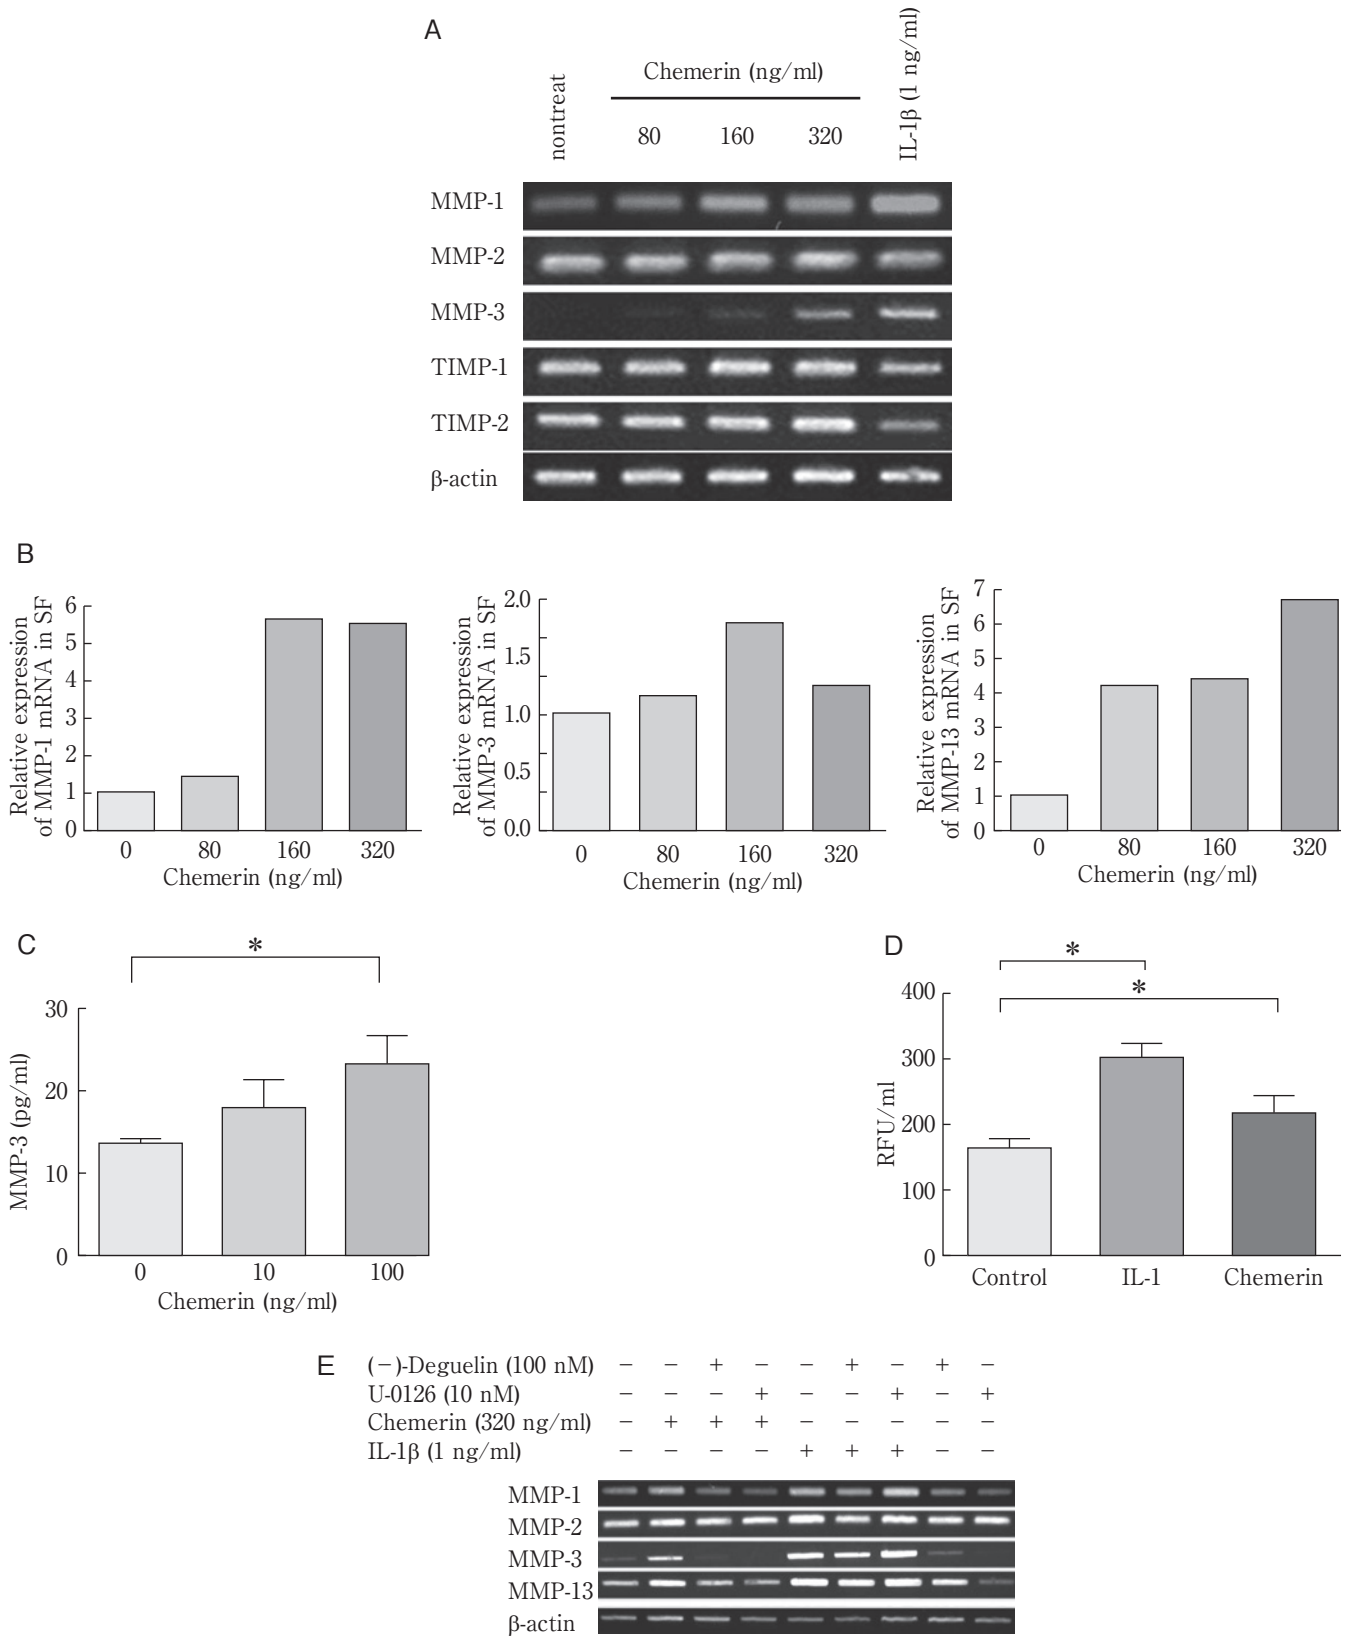 A
Chemerin (ng/ml)
nontreat
80
160
320
IL-1β (1 ng/ml)
MMP-1
MMP-2
MMP-3
TIMP-1
TIMP-2
β-actin
B
Relative expression
of MMP-1 mRNA in SF
6
5
4
3
2
1
0
0
80
160
320
Chemerin (ng/ml)
Relative expression
of MMP-3 mRNA in SF
2.0
1.5
1.0
0.5
0.0
0
80
160
320
Chemerin (ng/ml)
Relative expression
of MMP-13 mRNA in SF
7
6
5
4
3
2
1
0
0
80
160
320
Chemerin (ng/ml)
C
*
MMP-3 (pg/ml)
30
20
10
0
0
10
100
Chemerin (ng/ml)
D
*
*
RFU/ml
400
300
200
100
0
Control
IL-1
Chemerin
E
(−)-Deguelin (100 nM) − − + − − + − + −
U-0126 (10 nM) − − − + − − + − +
Chemerin (320 ng/ml) − + + + − − − − −
IL-1β (1 ng/ml) − − − − + + + − −
MMP-1
MMP-2
MMP-3
MMP-13
β-actin